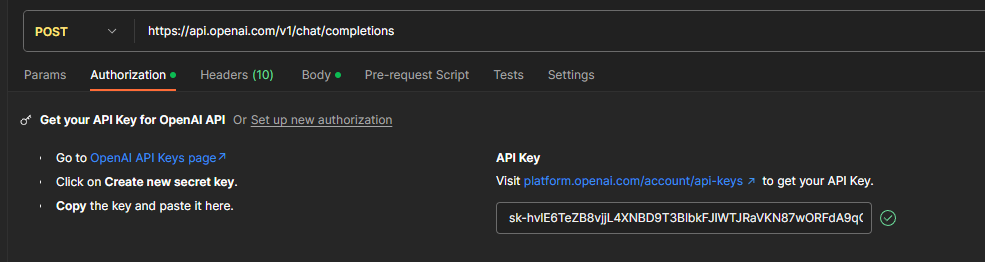 POST https://api.openai.com/v1/chat/completions
Params Authorization Headers (10) Body Pre-request Script Tests Settings
Get your API Key for OpenAI API Or Set up new authorization
Go to OpenAI API Keys page↗
Click on Create new secret key.
Copy the key and paste it here.
API Key
Visit platform.openai.com/account/api-keys ↗ to get your API Key.
sk-hvlE6TeZB8vjjL4XNBD9T3BlbkFJIWTJRaVKN87wORFdA9q